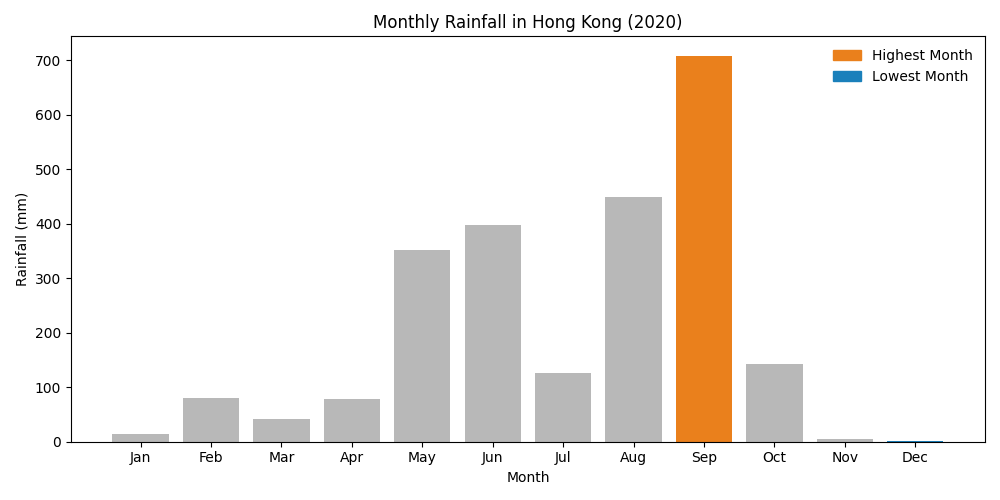 Monthly Rainfall in Hong Kong (2020)
Highest Month
Lowest Month
Rainfall (mm)
700
600
500
400
300
200
100
0
Jan Feb Mar Apr May Jun Jul Aug Sep Oct Nov Dec
Month